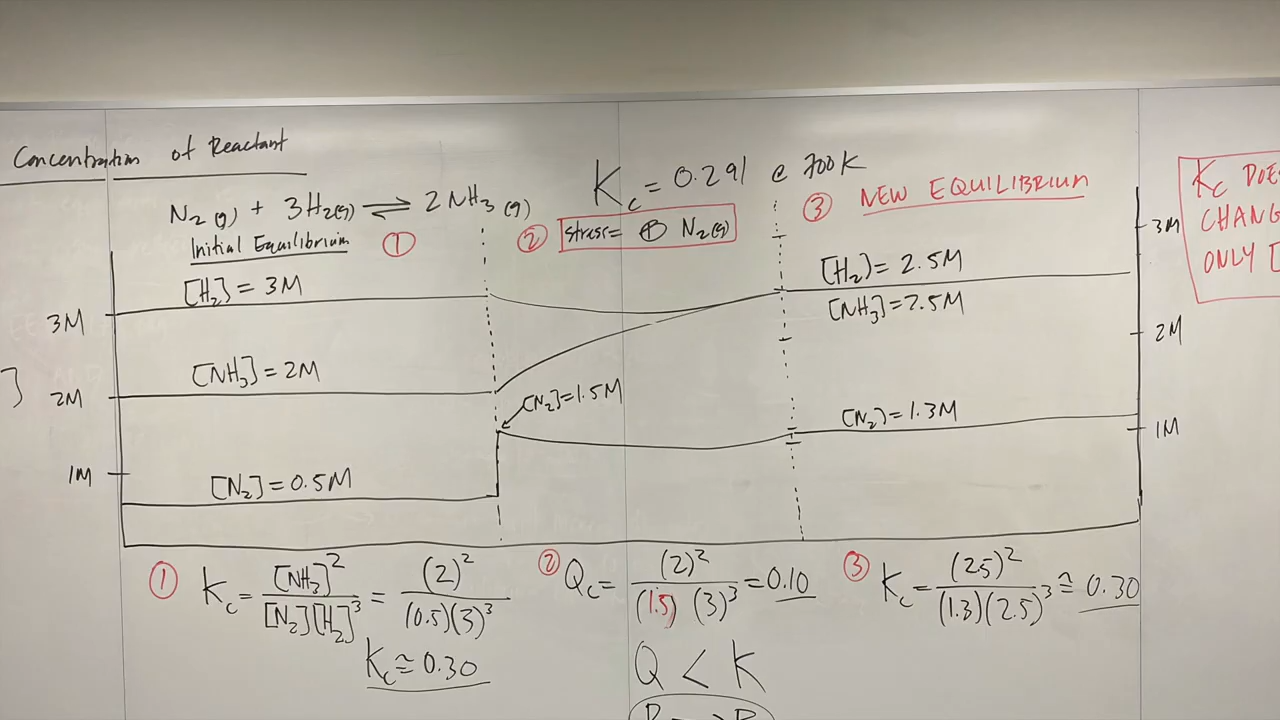 Concentration of Reactant
N₂(g) + 3H₂(g) ⇌ 2NH₃(g)
Kc = 0.291 @ 700K
Initial Equilibrium ①
② stress = ⊕ N₂(g)
③ NEW EQUILIBRIUM
Kc DOE
CHANG
ONLY [
[H₂] = 3M
[NH₃] = 2M
[N₂] = 0.5M
[N₂] = 1.5M
[H₂] = 2.5M
[NH₃] = 2.5M
[N₂] = 1.3M
]
3M
2M
1M
3M
2M
1M
① Kc = [NH₃]² / [N₂][H₂]³ = (2)² / (0.5)(3)³
Kc ≅ 0.30
② Qc = (2)² / (1.5) (3)³ = 0.10
Q < K
③ Kc = (2.5)² / (1.3)(2.5)³ ≅ 0.30